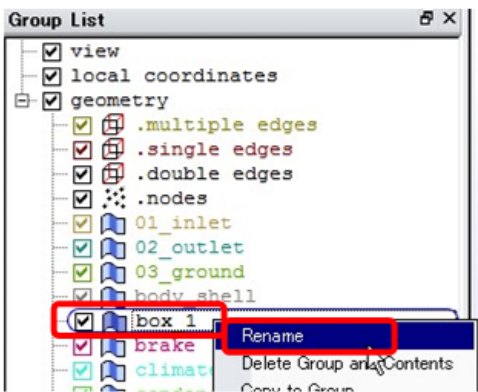 Group List
view
local coordinates
geometry
.multiple edges
.single edges
.double edges
.nodes
01_inlet
02_outlet
03_ground
body_shell
box 1
Rename
brake
Delete Group and Contents
climate
Copy to Group